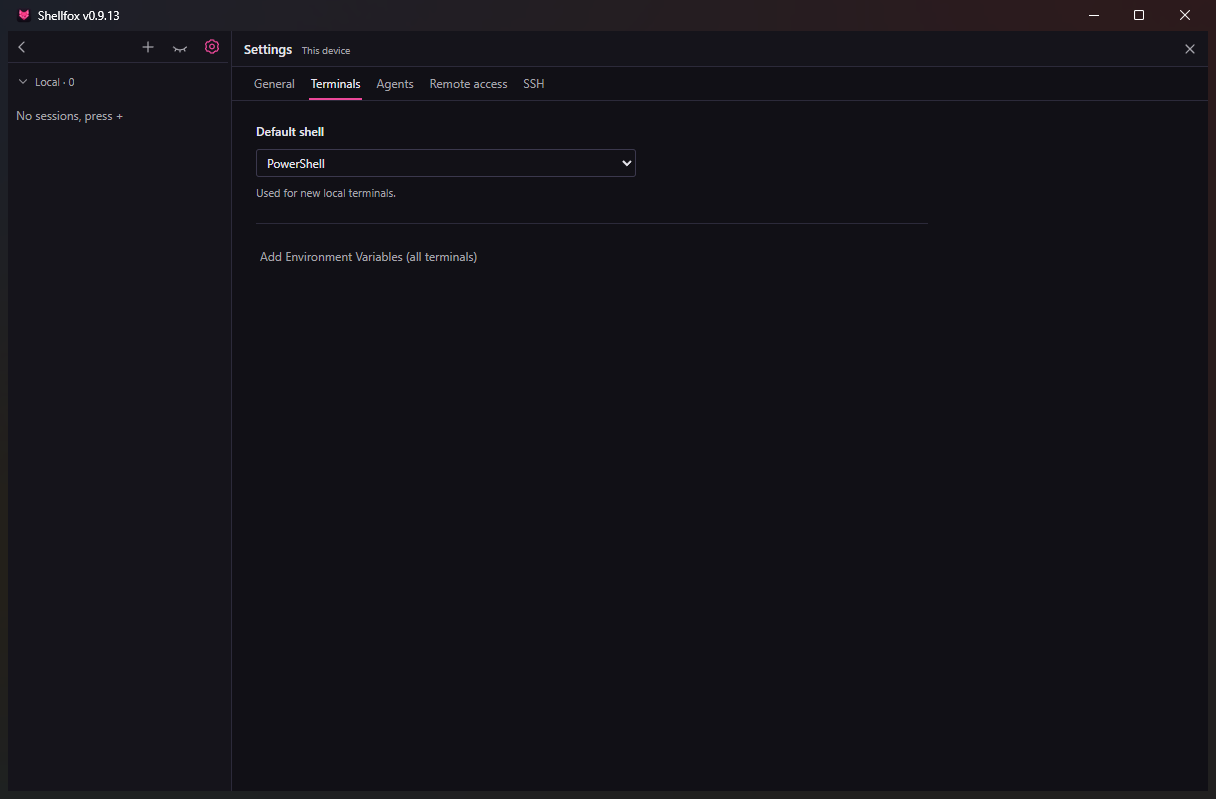 Shellfox v0.9.13
Settings This device
Local · 0
No sessions, press +
General Terminals Agents Remote access SSH
Default shell
PowerShell
Used for new local terminals.
Add Environment Variables (all terminals)